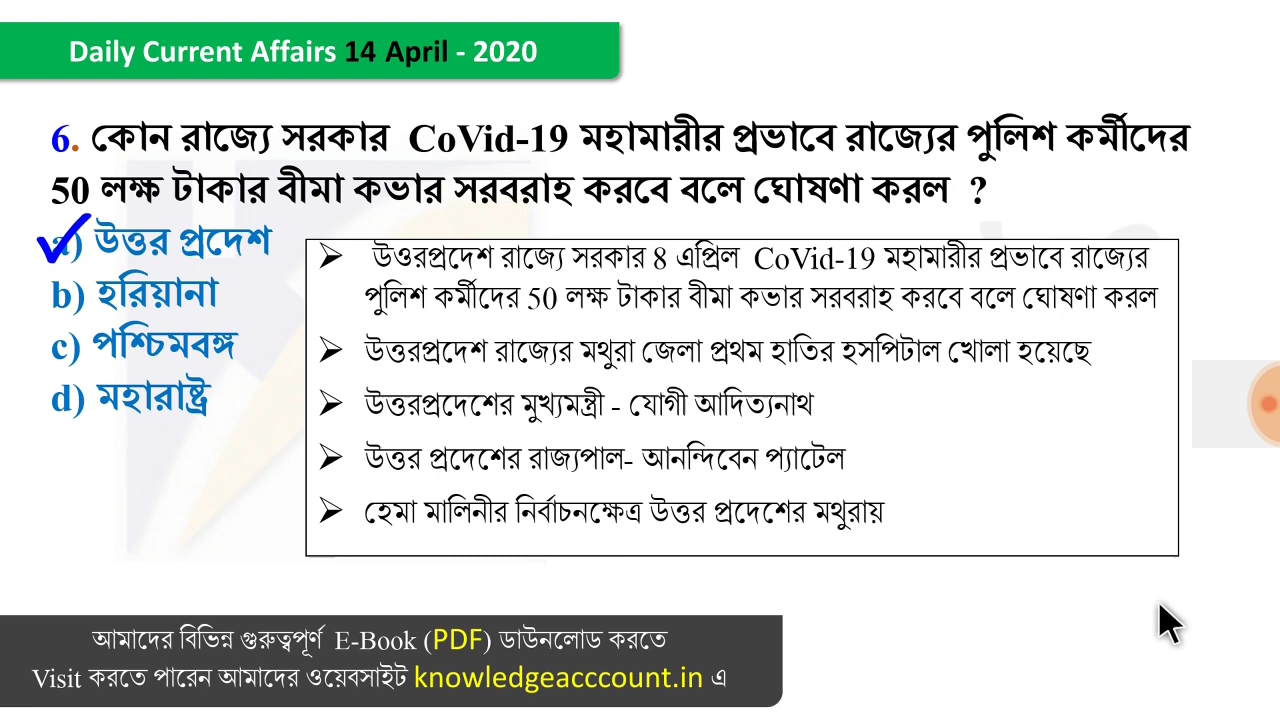 Daily Current Affairs 14 April - 2020
6. কোন রাজ্যে সরকার CoVid-19 মহামারীর প্রভাবে রাজ্যের পুলিশ কর্মীদের
50 লক্ষ টাকার বীমা কভার সরবরাহ করবে বলে ঘোষণা করল ?
a) উত্তর প্রদেশ
b) হরিয়ানা
c) পশ্চিমবঙ্গ
d) মহারাষ্ট্র
➢ উওরপ্রদেশ রাজ্যে সরকার 8 এপ্রিল CoVid-19 মহামারীর প্রভাবে রাজ্যের
পুলিশ কর্মীদের 50 লক্ষ টাকার বীমা কভার সরবরাহ করবে বলে ঘোষণা করল
➢ উত্তরপ্রদেশ রাজ্যের মথুরা জেলা প্রথম হাতির হসপিটাল খোলা হয়েছে
➢ উত্তরপ্রদেশের মুখ্যমন্ত্রী - যোগী আদিত্যনাথ
➢ উত্তর প্রদেশের রাজ্যপাল- আনন্দিবেন প্যাটেল
➢ হেমা মালিনীর নির্বাচনক্ষেত্র উত্তর প্রদেশের মথুরায়
আমাদের বিভিন্ন গুরুত্বপূর্ণ E-Book (PDF) ডাউনলোড করতে
Visit করতে পারেন আমাদের ওয়েবসাইট knowledgeacccount.in এ